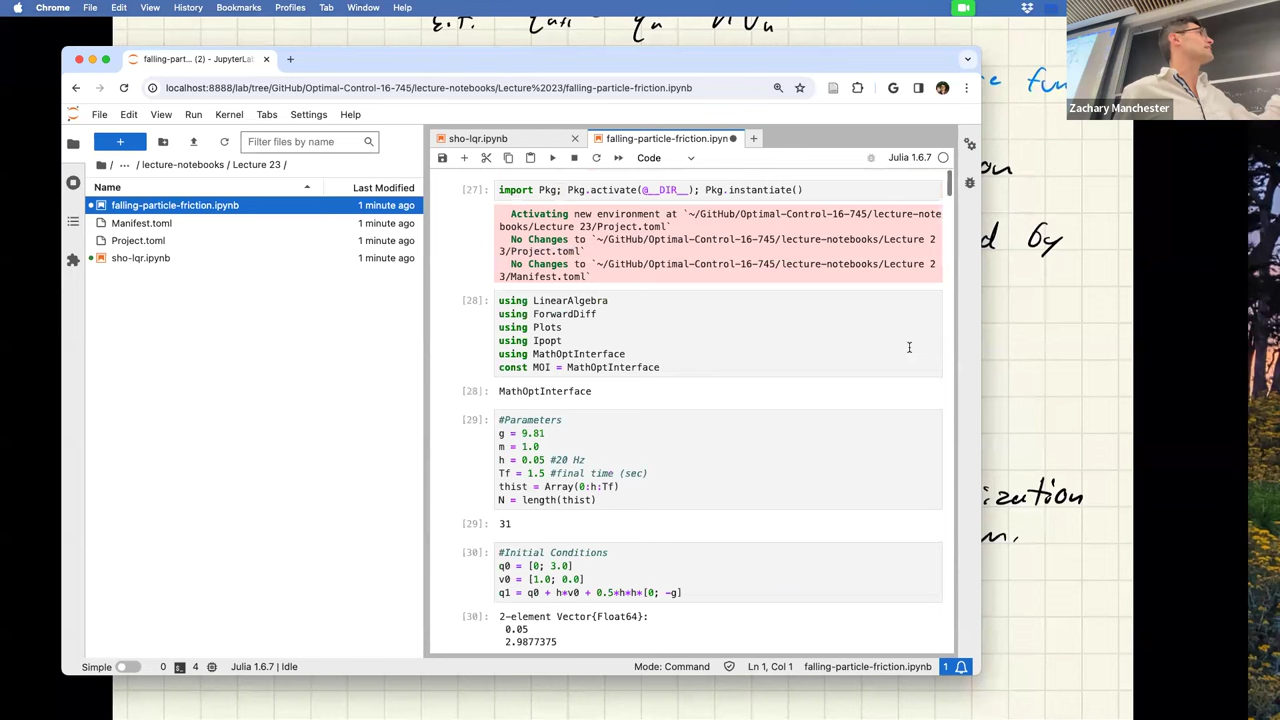 Chrome File Edit View History Bookmarks Profiles Tab Window Help
falling-part... (2) - JupyterLab
localhost:8888/lab/tree/GitHub/Optimal-Control-16-745/lecture-notebooks/Lecture%2023/falling-particle-friction.ipynb
Zachary Manchester
File Edit View Run Kernel Tabs Settings Help
sho-lqr.ipynb
falling-particle-friction.ipyn
Filter files by name
Code
Julia 1.6.7
/ ... / lecture-notebooks / Lecture 23 /
Name Last Modified
falling-particle-friction.ipynb 1 minute ago
Manifest.toml 1 minute ago
Project.toml 1 minute ago
sho-lqr.ipynb 1 minute ago
[27]: import Pkg; Pkg.activate(@__DIR__); Pkg.instantiate()
Activating new environment at `~/GitHub/Optimal-Control-16-745/lecture-note
books/Lecture 23/Project.toml`
No Changes to `~/GitHub/Optimal-Control-16-745/lecture-notebooks/Lecture 2
3/Project.toml`
No Changes to `~/GitHub/Optimal-Control-16-745/lecture-notebooks/Lecture 2
3/Manifest.toml`
[28]: using LinearAlgebra
using ForwardDiff
using Plots
using Ipopt
using MathOptInterface
const MOI = MathOptInterface
[28]: MathOptInterface
[29]: #Parameters
g = 9.81
m = 1.0
h = 0.05 #20 Hz
Tf = 1.5 #final time (sec)
thist = Array(0:h:Tf)
N = length(thist)
[29]: 31
[30]: #Initial Conditions
q0 = [0; 3.0]
v0 = [1.0; 0.0]
q1 = q0 + h*v0 + 0.5*h*h*[0; -g]
[30]: 2-element Vector{Float64}:
0.05
2.9877375
Simple 0 4 Julia 1.6.7 | Idle Mode: Command Ln 1, Col 1 falling-particle-friction.ipynb 1
on
d by
ization
m.